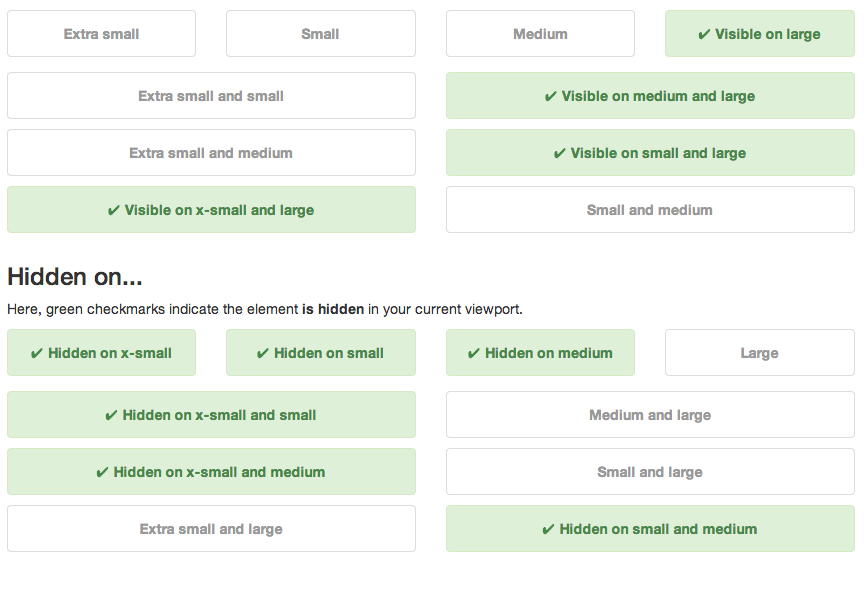 Extra small Small Medium ✔ Visible on large
Extra small and small ✔ Visible on medium and large
Extra small and medium ✔ Visible on small and large
✔ Visible on x-small and large Small and medium
Hidden on...
Here, green checkmarks indicate the element is hidden in your current viewport.
✔ Hidden on x-small ✔ Hidden on small ✔ Hidden on medium Large
✔ Hidden on x-small and small Medium and large
✔ Hidden on x-small and medium Small and large
Extra small and large ✔ Hidden on small and medium